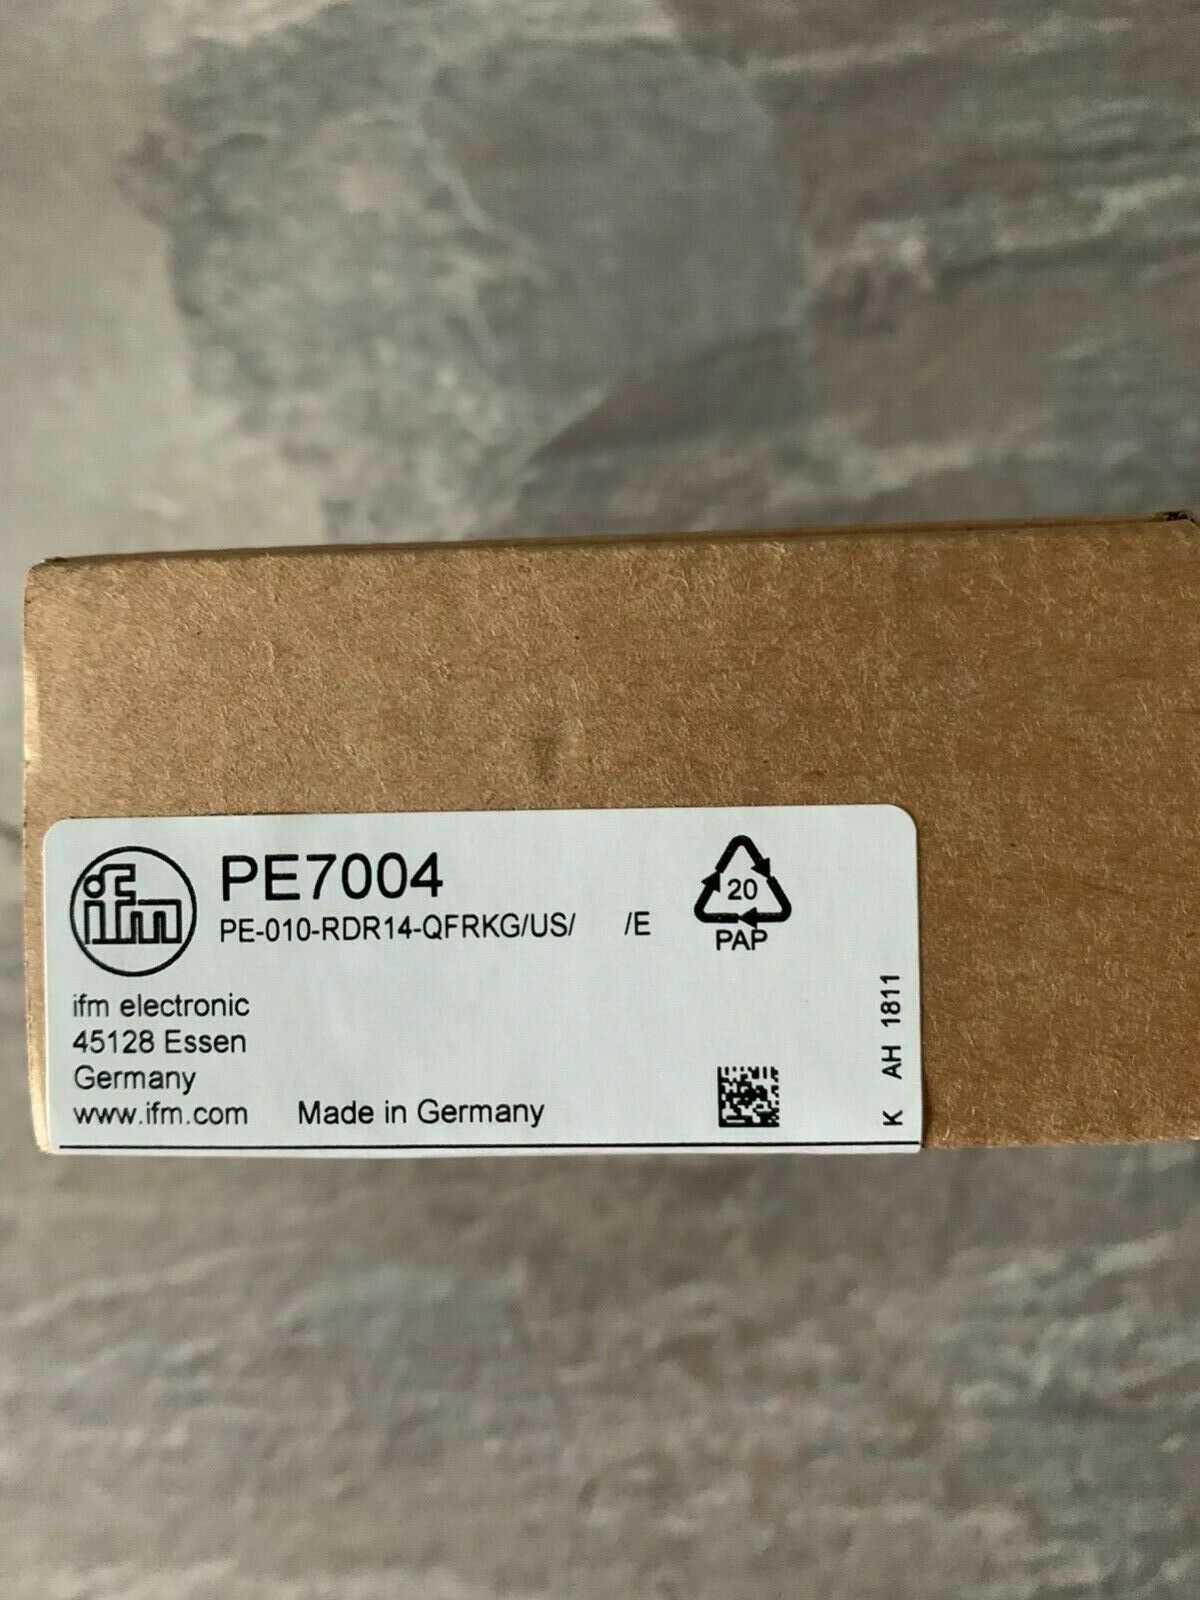 ifm
PE7004
PE-010-RDR14-QFRKG/US/ /E
20
PAP
ifm electronic
45128 Essen
Germany
www.ifm.com Made in Germany
K AH 1811